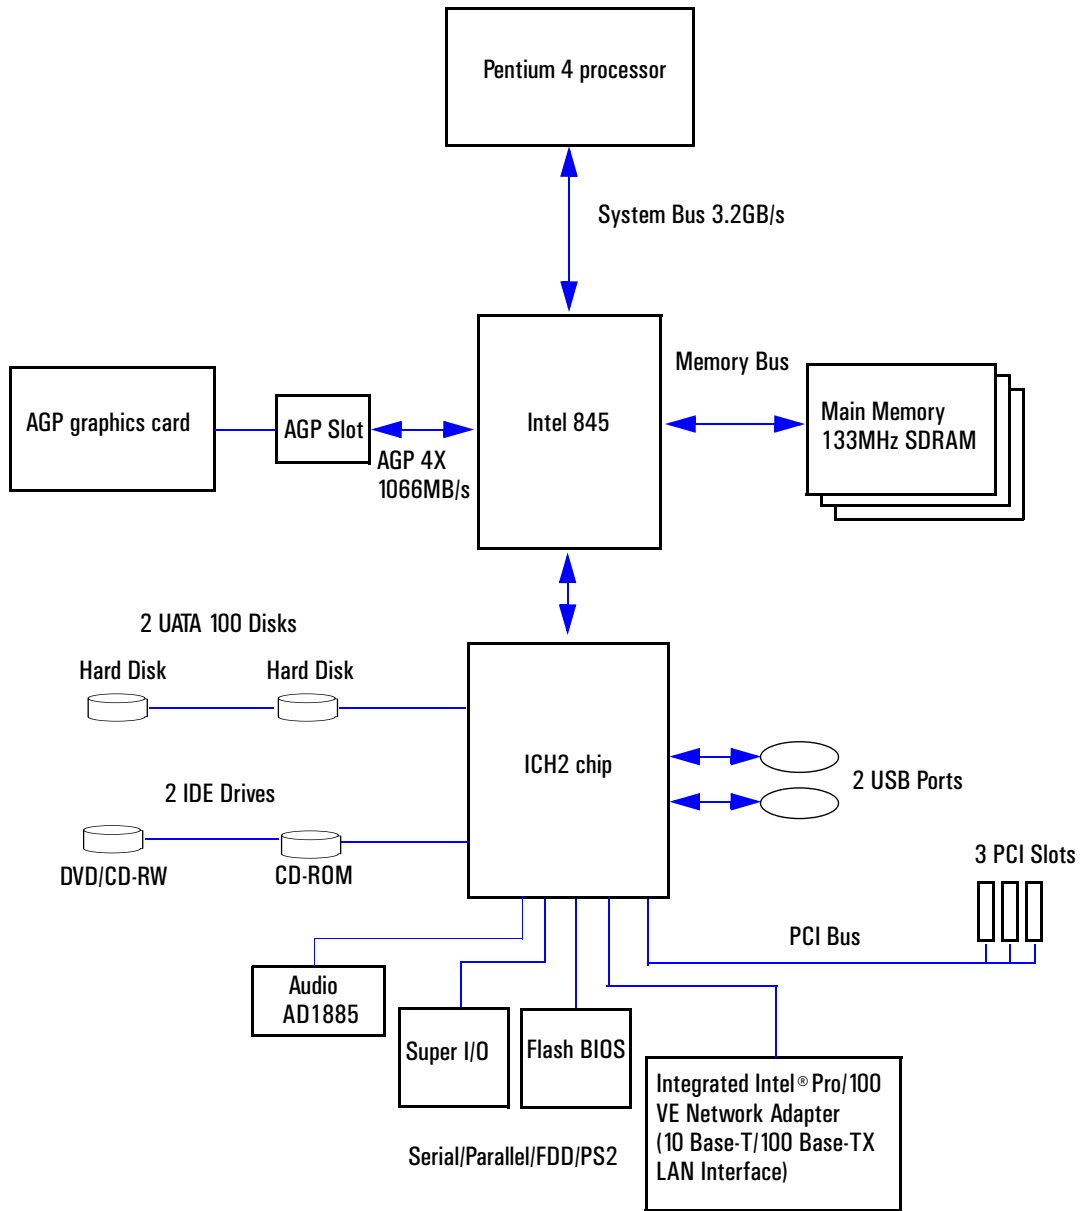 Pentium 4 processor
System Bus 3.2GB/s
Memory Bus
AGP graphics card
AGP Slot
Intel 845
Main Memory
133MHz SDRAM
AGP 4X
1066MB/s
2 UATA 100 Disks
Hard Disk
Hard Disk
ICH2 chip
2 USB Ports
2 IDE Drives
DVD/CD-RW
CD-ROM
3 PCI Slots
PCI Bus
Audio
AD1885
Super I/O
Flash BIOS
Integrated Intel® Pro/100
VE Network Adapter
(10 Base-T/100 Base-TX
LAN Interface)
Serial/Parallel/FDD/PS2